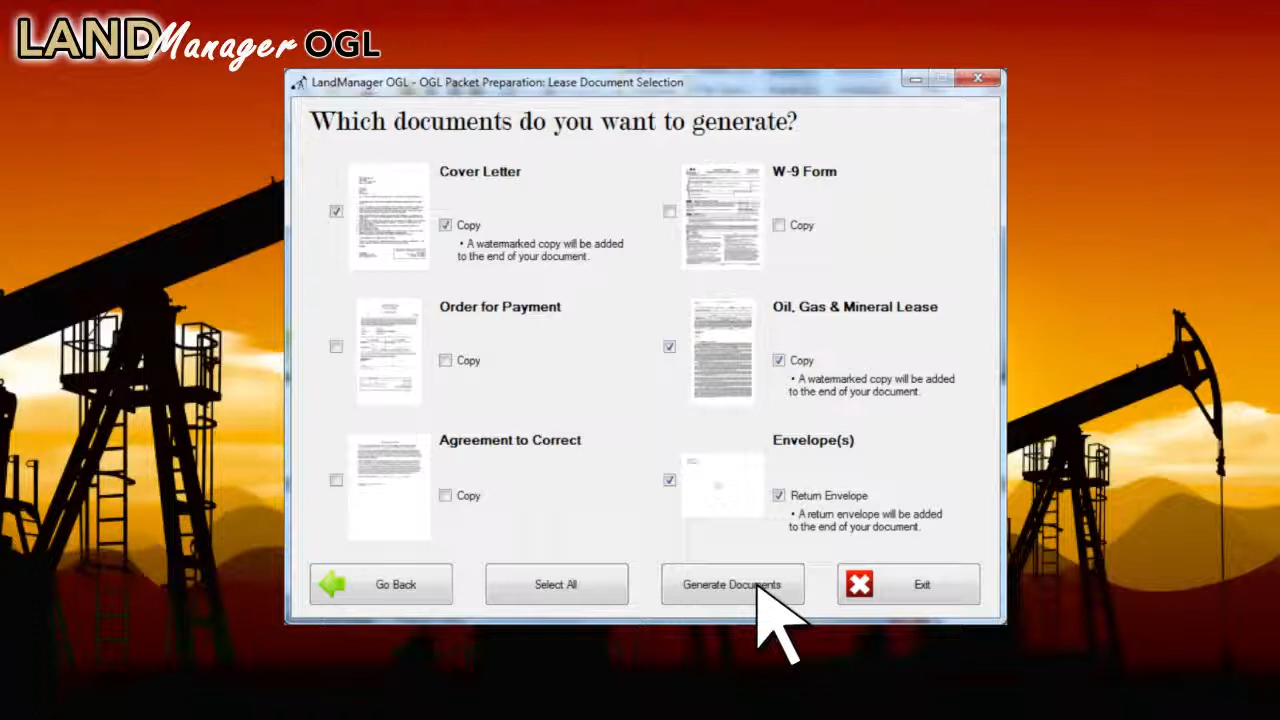 LANDManager OGL
LandManager OGL - OGL Packet Preparation: Lease Document Selection
Which documents do you want to generate?
Cover Letter
Copy
• A watermarked copy will be added
to the end of your document.
W-9 Form
Copy
Order for Payment
Copy
Oil, Gas & Mineral Lease
Copy
• A watermarked copy will be added
to the end of your document.
Agreement to Correct
Copy
Envelope(s)
Return Envelope
• A return envelope will be added
to the end of your document.
Go Back
Select All
Generate Documents
Exit